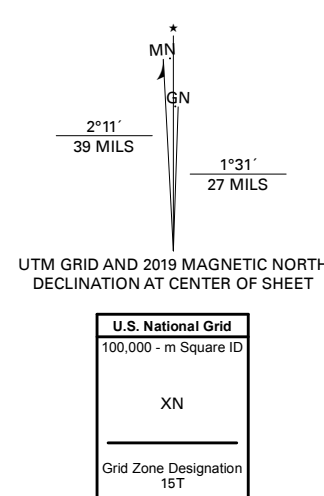 ★
MN
GN
2°11´
39 MILS
1°31´
27 MILS
UTM GRID AND 2019 MAGNETIC NORTH
DECLINATION AT CENTER OF SHEET
U.S. National Grid
100,000 - m Square ID
XN
Grid Zone Designation
15T